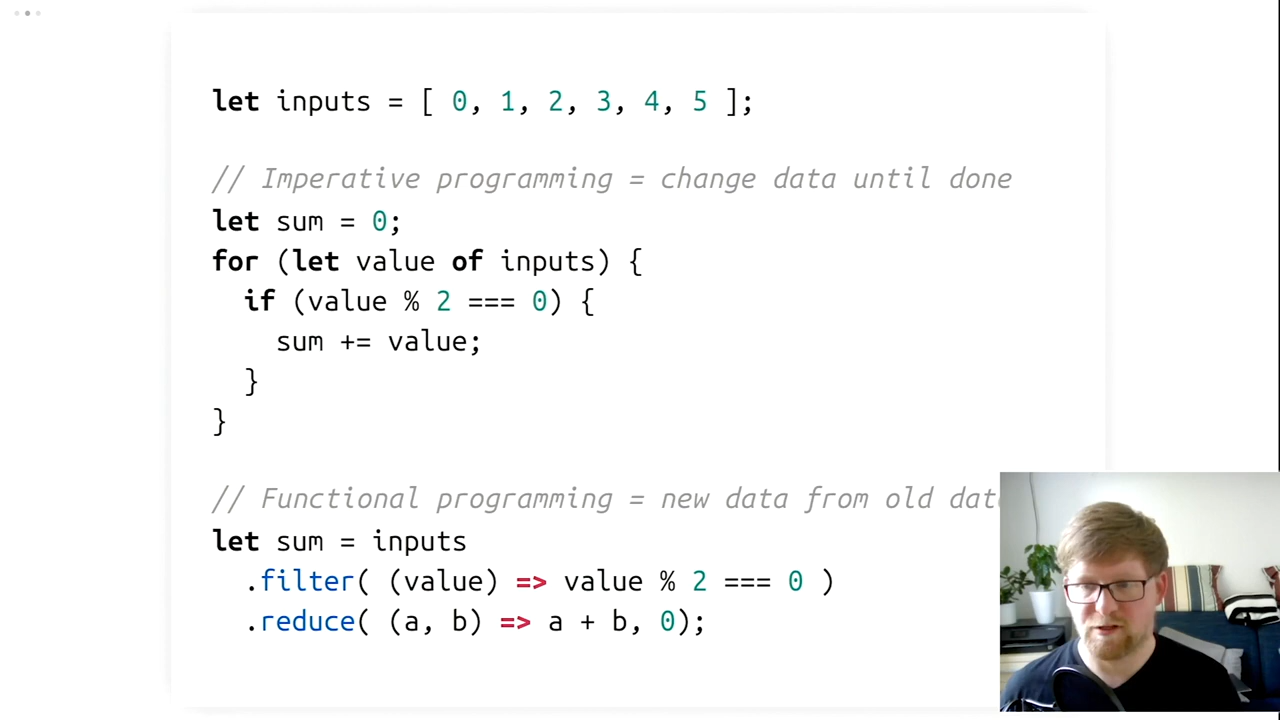 let inputs = [ 0, 1, 2, 3, 4, 5 ];
// Imperative programming = change data until done
let sum = 0;
for (let value of inputs) {
if (value % 2 === 0) {
sum += value;
}
}
// Functional programming = new data from old dat
let sum = inputs
.filter( (value) => value % 2 === 0 )
.reduce( (a, b) => a + b, 0);